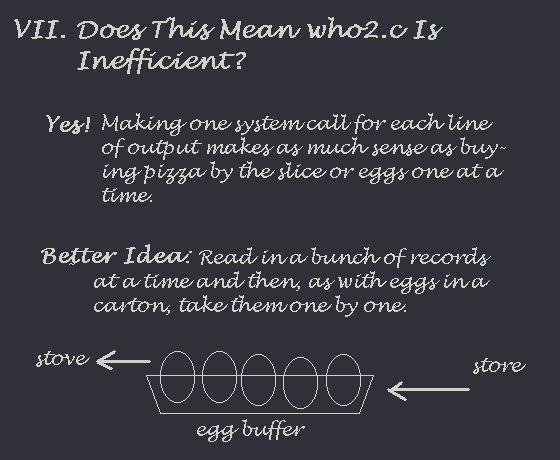 VII. Does This Mean who2.c Is
Inefficient?
Yes! Making one system call for each line
of output makes as much sense as buy-
ing pizza by the slice or eggs one at a
time.
Better Idea: Read in a bunch of records
at a time and then, as with eggs in a
carton, take them one by one.
stove
store
egg buffer